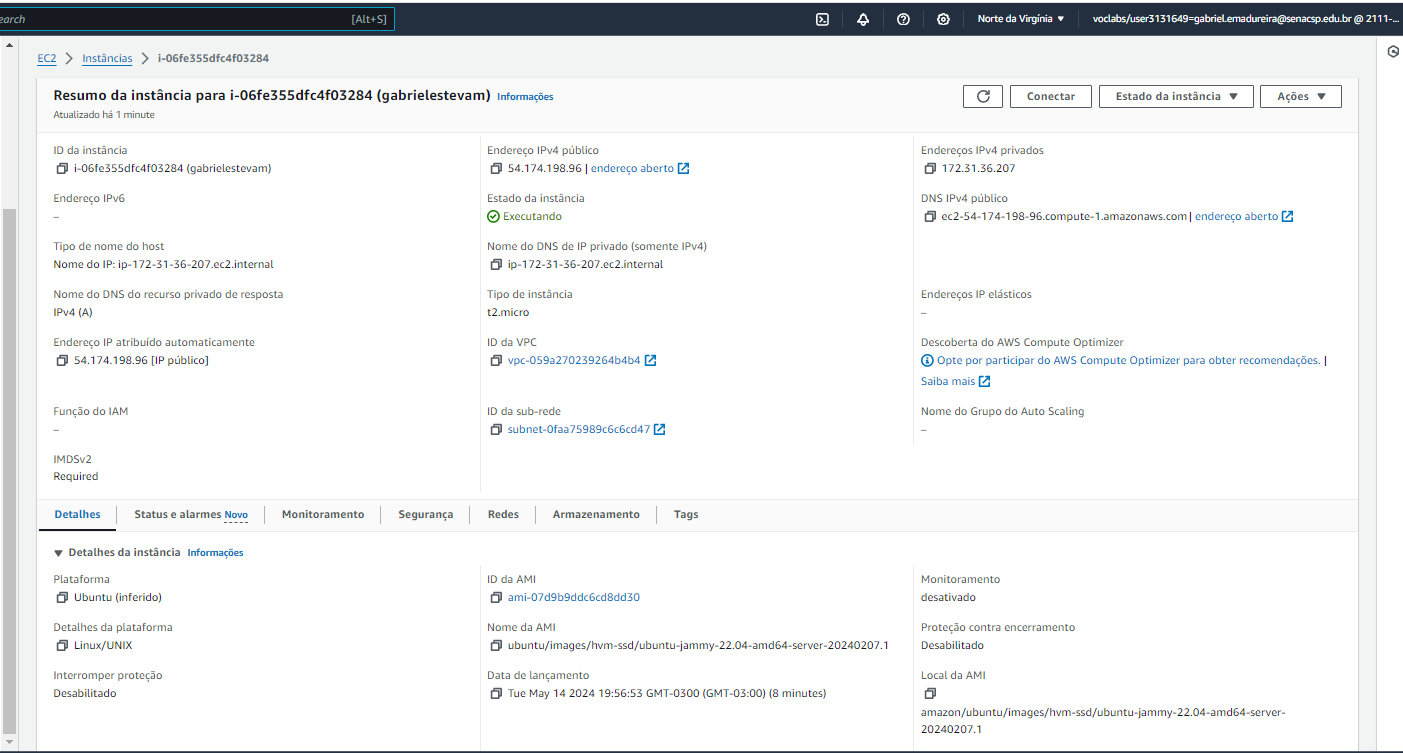 earch [Alt+S] Norte da Virgínia voclabs/user3131649=gabriel.emadureira@senacsp.edu.br @ 2111-...
EC2 Instâncias i-06fe355dfc4f03284
Resumo da instância para i-06fe355dfc4f03284 (gabrielestevam) Informações
Atualizado há 1 minute
Conectar Estado da instância Ações
ID da instância
i-06fe355dfc4f03284 (gabrielestevam)
Endereço IPv4 público
54.174.198.96 | endereço aberto
Endereços IPv4 privados
172.31.36.207
Endereço IPv6
–
Estado da instância
Executando
DNS IPv4 público
ec2-54-174-198-96.compute-1.amazonaws.com | endereço aberto
Tipo de nome do host
Nome do IP: ip-172-31-36-207.ec2.internal
Nome do DNS de IP privado (somente IPv4)
ip-172-31-36-207.ec2.internal
Nome do DNS do recurso privado de resposta
IPv4 (A)
Tipo de instância
t2.micro
Endereços IP elásticos
–
Endereço IP atribuído automaticamente
54.174.198.96 [IP público]
ID da VPC
vpc-059a270239264b4b4
Descoberta do AWS Compute Optimizer
Opte por participar do AWS Compute Optimizer para obter recomendações. |
Saiba mais
Função do IAM
–
ID da sub-rede
subnet-0faa75989c6c6cd47
Nome do Grupo do Auto Scaling
–
IMDSv2
Required
Detalhes Status e alarmes Novo Monitoramento Segurança Redes Armazenamento Tags
Detalhes da instância Informações
Plataforma
Ubuntu (inferido)
ID da AMI
ami-07d9b9ddc6cd8dd30
Monitoramento
desativado
Detalhes da plataforma
Linux/UNIX
Nome da AMI
ubuntu/images/hvm-ssd/ubuntu-jammy-22.04-amd64-server-20240207.1
Proteção contra encerramento
Desabilitado
Interromper proteção
Desabilitado
Data de lançamento
Tue May 14 2024 19:56:53 GMT-0300 (GMT-03:00) (8 minutes)
Local da AMI
amazon/ubuntu/images/hvm-ssd/ubuntu-jammy-22.04-amd64-server-
20240207.1